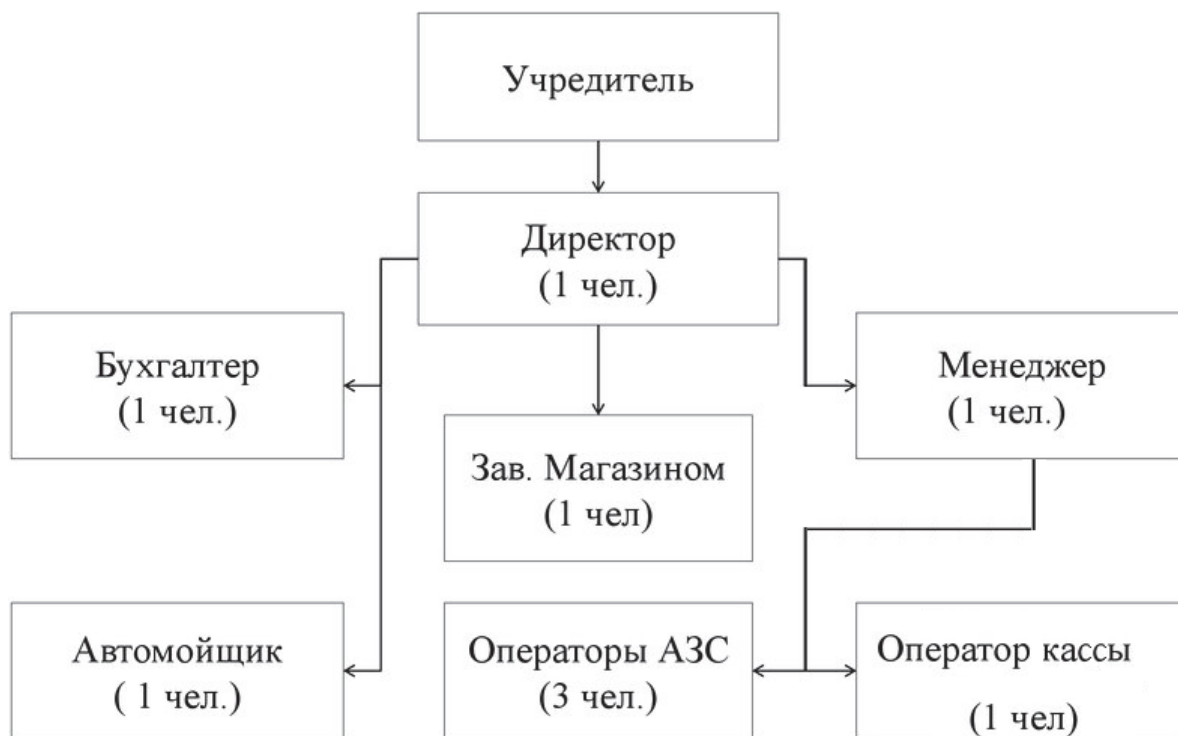 Учредитель
Директор
(1 чел.)
Бухгалтер
(1 чел.)
Менеджер
(1 чел.)
Зав. Магазином
(1 чел)
Автомойщик
( 1 чел.)
Операторы АЗС
(3 чел.)
Оператор кассы
(1 чел)